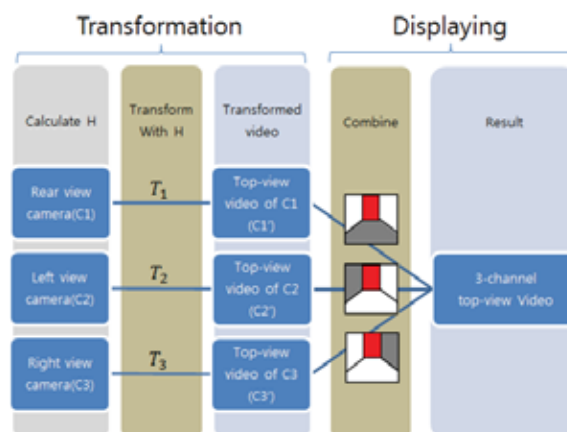 Transformation
Displaying
Calculate H
Transform
With H
Transformed
video
Combine
Result
Rear view
camera(C1)
T₁
Top-view
video of C1
(C1')
Left view
camera(C2)
T₂
Top-view
video of C2
(C2')
3-channel
top-view Video
Right view
camera(C3)
T₃
Top-view
video of C3
(C3')